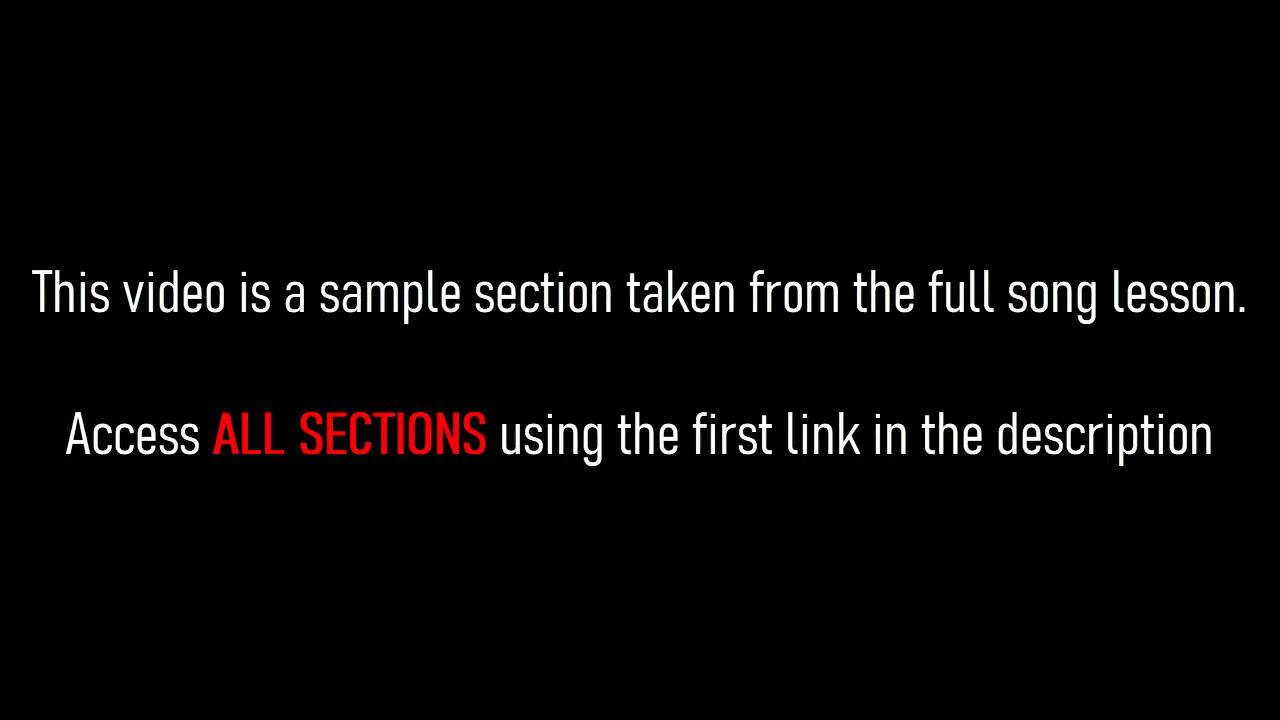 This video is a sample section taken from the full song lesson.
Access ALL SECTIONS using the first link in the description